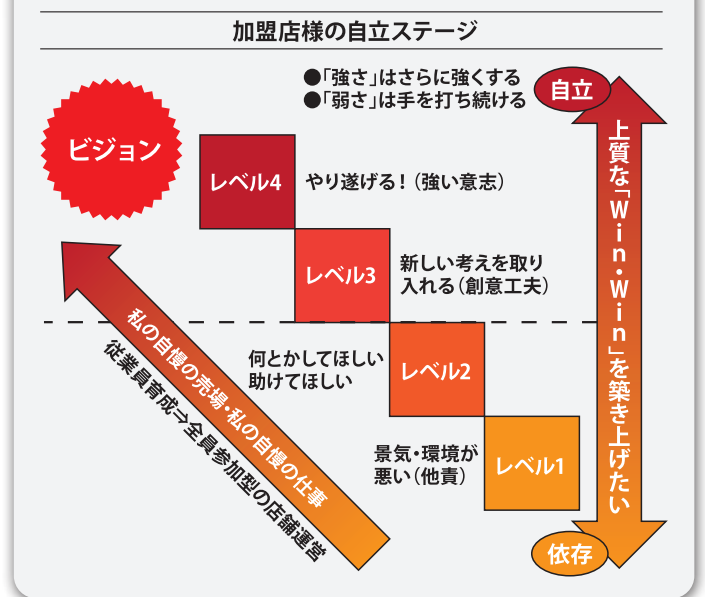 加盟店様の自立ステージ
●「強さ」はさらに強くする
●「弱さ」は手を打ち続ける
自立
ビジョン
レベル4
やり遂げる！（強い意志）
レベル3
新しい考えを取り
入れる（創意工夫）
何とかしてほしい
助けてほしい
レベル2
景気・環境が
悪い（他責）
レベル1
私の自慢の売場・私の自慢の仕事
従業員育成⇒全員参加型の店舗運営
上質な「Win・Win」を築き上げたい
依存